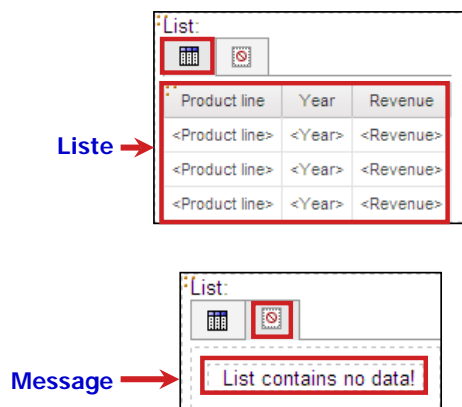 List:
Product line Year Revenue
Liste
<Product line> <Year> <Revenue>
<Product line> <Year> <Revenue>
<Product line> <Year> <Revenue>
List:
Message
List contains no data!